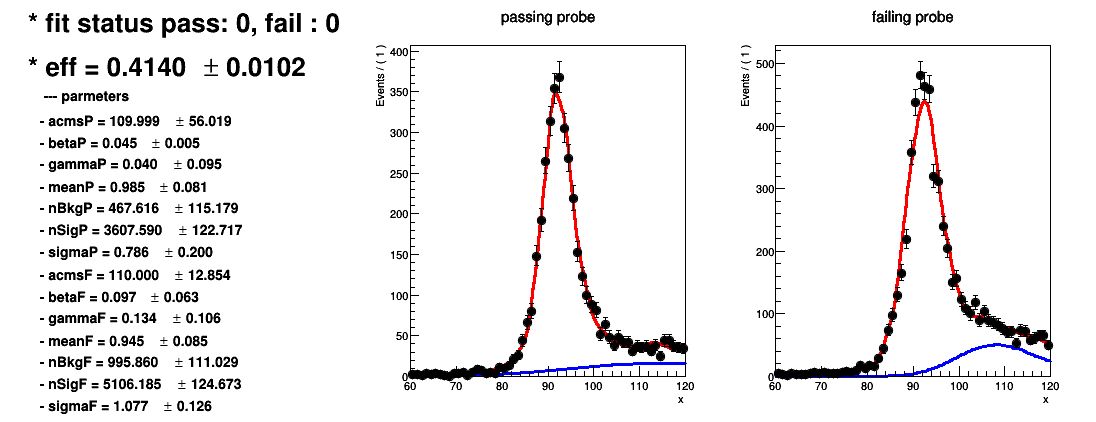 * fit status pass: 0, fail : 0
* eff = 0.4140 ± 0.0102
--- parmeters
- acmsP = 109.999 ± 56.019
- betaP = 0.045 ± 0.005
- gammaP = 0.040 ± 0.095
- meanP = 0.985 ± 0.081
- nBkgP = 467.616 ± 115.179
- nSigP = 3607.590 ± 122.717
- sigmaP = 0.786 ± 0.200
- acmsF = 110.000 ± 12.854
- betaF = 0.097 ± 0.063
- gammaF = 0.134 ± 0.106
- meanF = 0.945 ± 0.085
- nBkgF = 995.860 ± 111.029
- nSigF = 5106.185 ± 124.673
- sigmaF = 1.077 ± 0.126
passing probe
Events / ( 1 )
400
350
300
250
200
150
100
50
0
60 70 80 90 100 110 120
x
failing probe
Events / ( 1 )
500
400
300
200
100
0
60 70 80 90 100 110 120
x